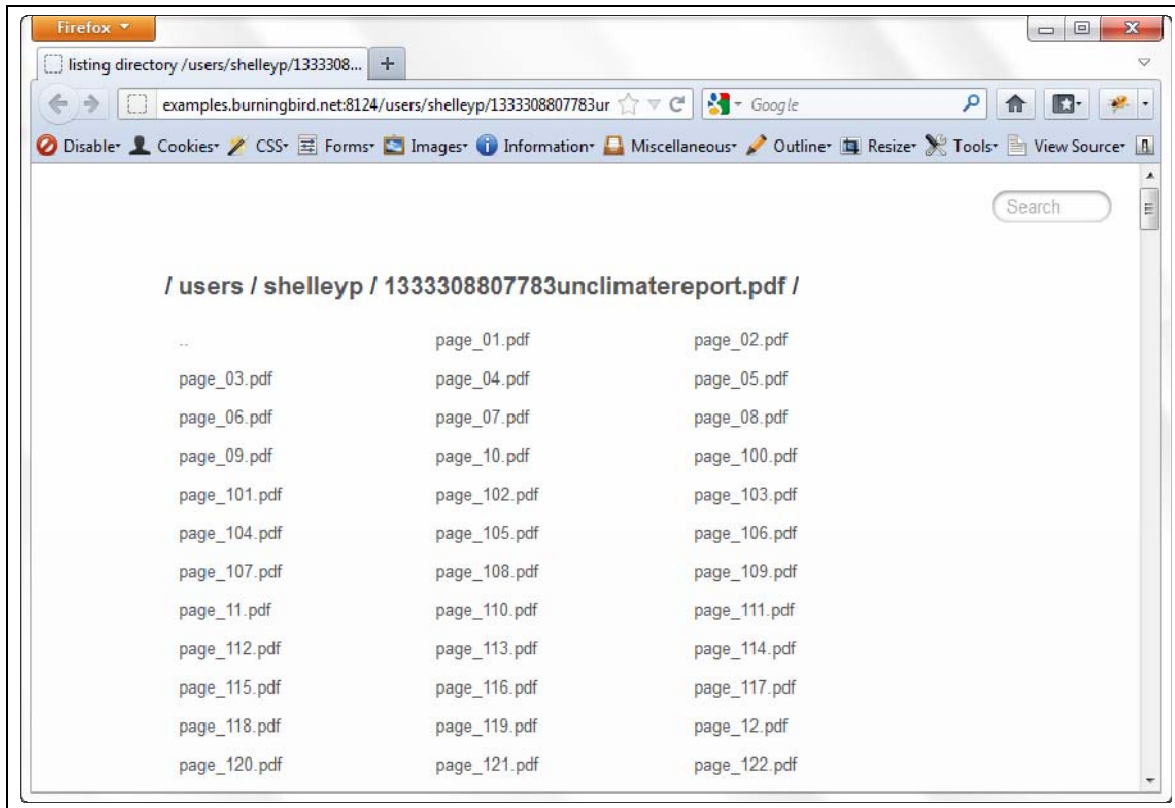 Firefox
listing directory /users/shelleyp/1333308...
examples.burningbird.net:8124/users/shelleyp/1333308807783ur Google
Disable Cookies CSS Forms Images Information Miscellaneous Outline Resize Tools View Source
Search
/ users / shelleyp / 1333308807783unclimatereport.pdf /
.. page_01.pdf page_02.pdf
page_03.pdf page_04.pdf page_05.pdf
page_06.pdf page_07.pdf page_08.pdf
page_09.pdf page_10.pdf page_100.pdf
page_101.pdf page_102.pdf page_103.pdf
page_104.pdf page_105.pdf page_106.pdf
page_107.pdf page_108.pdf page_109.pdf
page_11.pdf page_110.pdf page_111.pdf
page_112.pdf page_113.pdf page_114.pdf
page_115.pdf page_116.pdf page_117.pdf
page_118.pdf page_119.pdf page_12.pdf
page_120.pdf page_121.pdf page_122.pdf